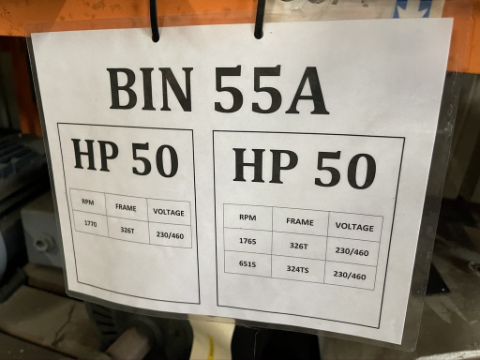 BIN 55A
HP 50
RPM FRAME VOLTAGE
1770 326T 230/460
HP 50
RPM FRAME VOLTAGE
1765 326T 230/460
6515 324TS 230/460